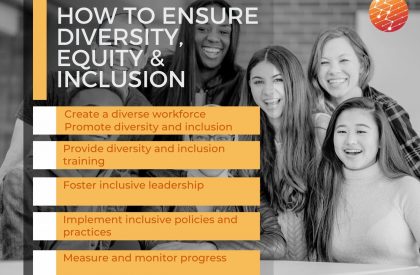 HOW TO ENSURE
DIVERSITY,
EQUITY &
INCLUSION
Create a diverse workforce
Promote diversity and inclusion
Provide diversity and inclusion
training
Foster inclusive leadership
Implement inclusive policies and
practices
Measure and monitor progress